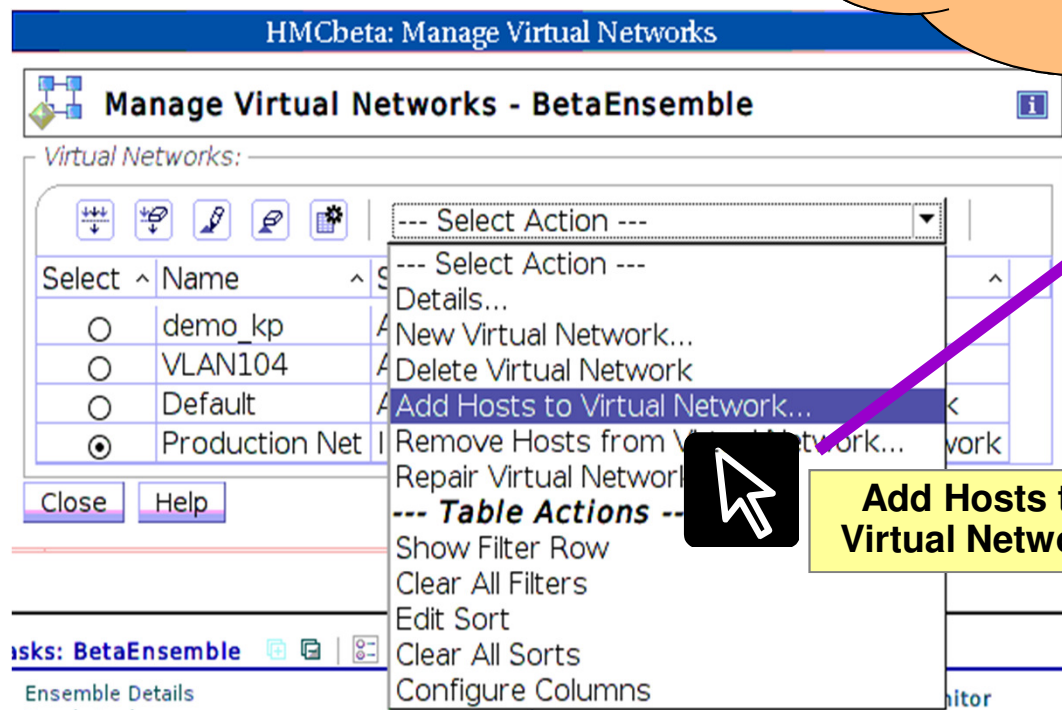 HMCbeta: Manage Virtual Networks
Manage Virtual Networks - BetaEnsemble
Virtual Networks:
--- Select Action ---
Select Name
demo_kp
VLAN104
Default
Production Net
--- Select Action ---
Details...
New Virtual Network...
Delete Virtual Network
Add Hosts to Virtual Network...
Remove Hosts from Virtual Network...
Repair Virtual Network
--- Table Actions --
Show Filter Row
Clear All Filters
Edit Sort
Clear All Sorts
Configure Columns
Close Help
Add Hosts
Virtual
BetaEnsemble
Ensemble Details